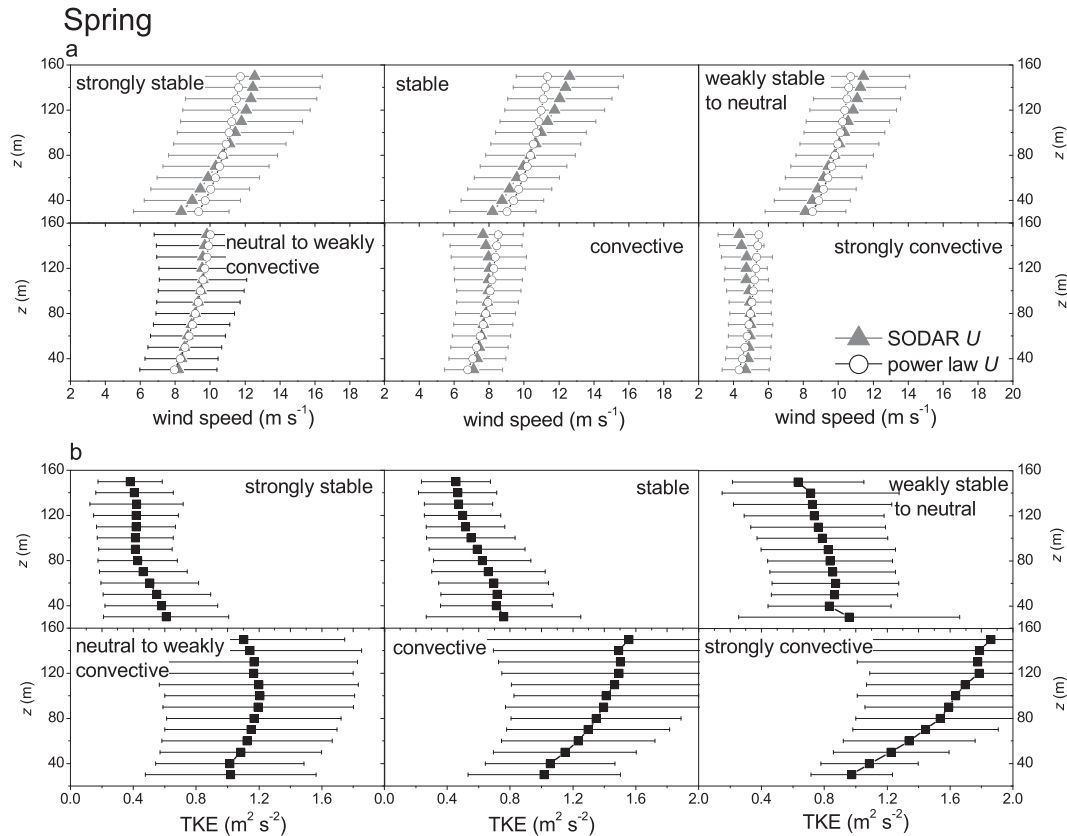 Spring
a
160
strongly stable
stable
weakly stable
to neutral
160
120
120
z (m)
z (m)
80
80
40
40
160
160
neutral to weakly
convective
convective
strongly convective
120
120
z (m)
z (m)
80
80
SODAR U
40
power law U
40
2 4 6 8 10 12 14 16 18 2 4 6 8 10 12 14 16 18 2 4 6 8 10 12 14 16 18 20
wind speed (m s-1) wind speed (m s-1) wind speed (m s-1)
b
160
strongly stable
stable
weakly stable
to neutral
160
120
120
z (m)
z (m)
80
80
40
40
160
160
neutral to weakly
convective
convective
strongly convective
120
120
z (m)
z (m)
80
80
40
40
0.0 0.4 0.8 1.2 1.6 0.0 0.4 0.8 1.2 1.6 0.0 0.4 0.8 1.2 1.6 2.0
TKE (m2 s-2) TKE (m2 s-2) TKE (m2 s-2)